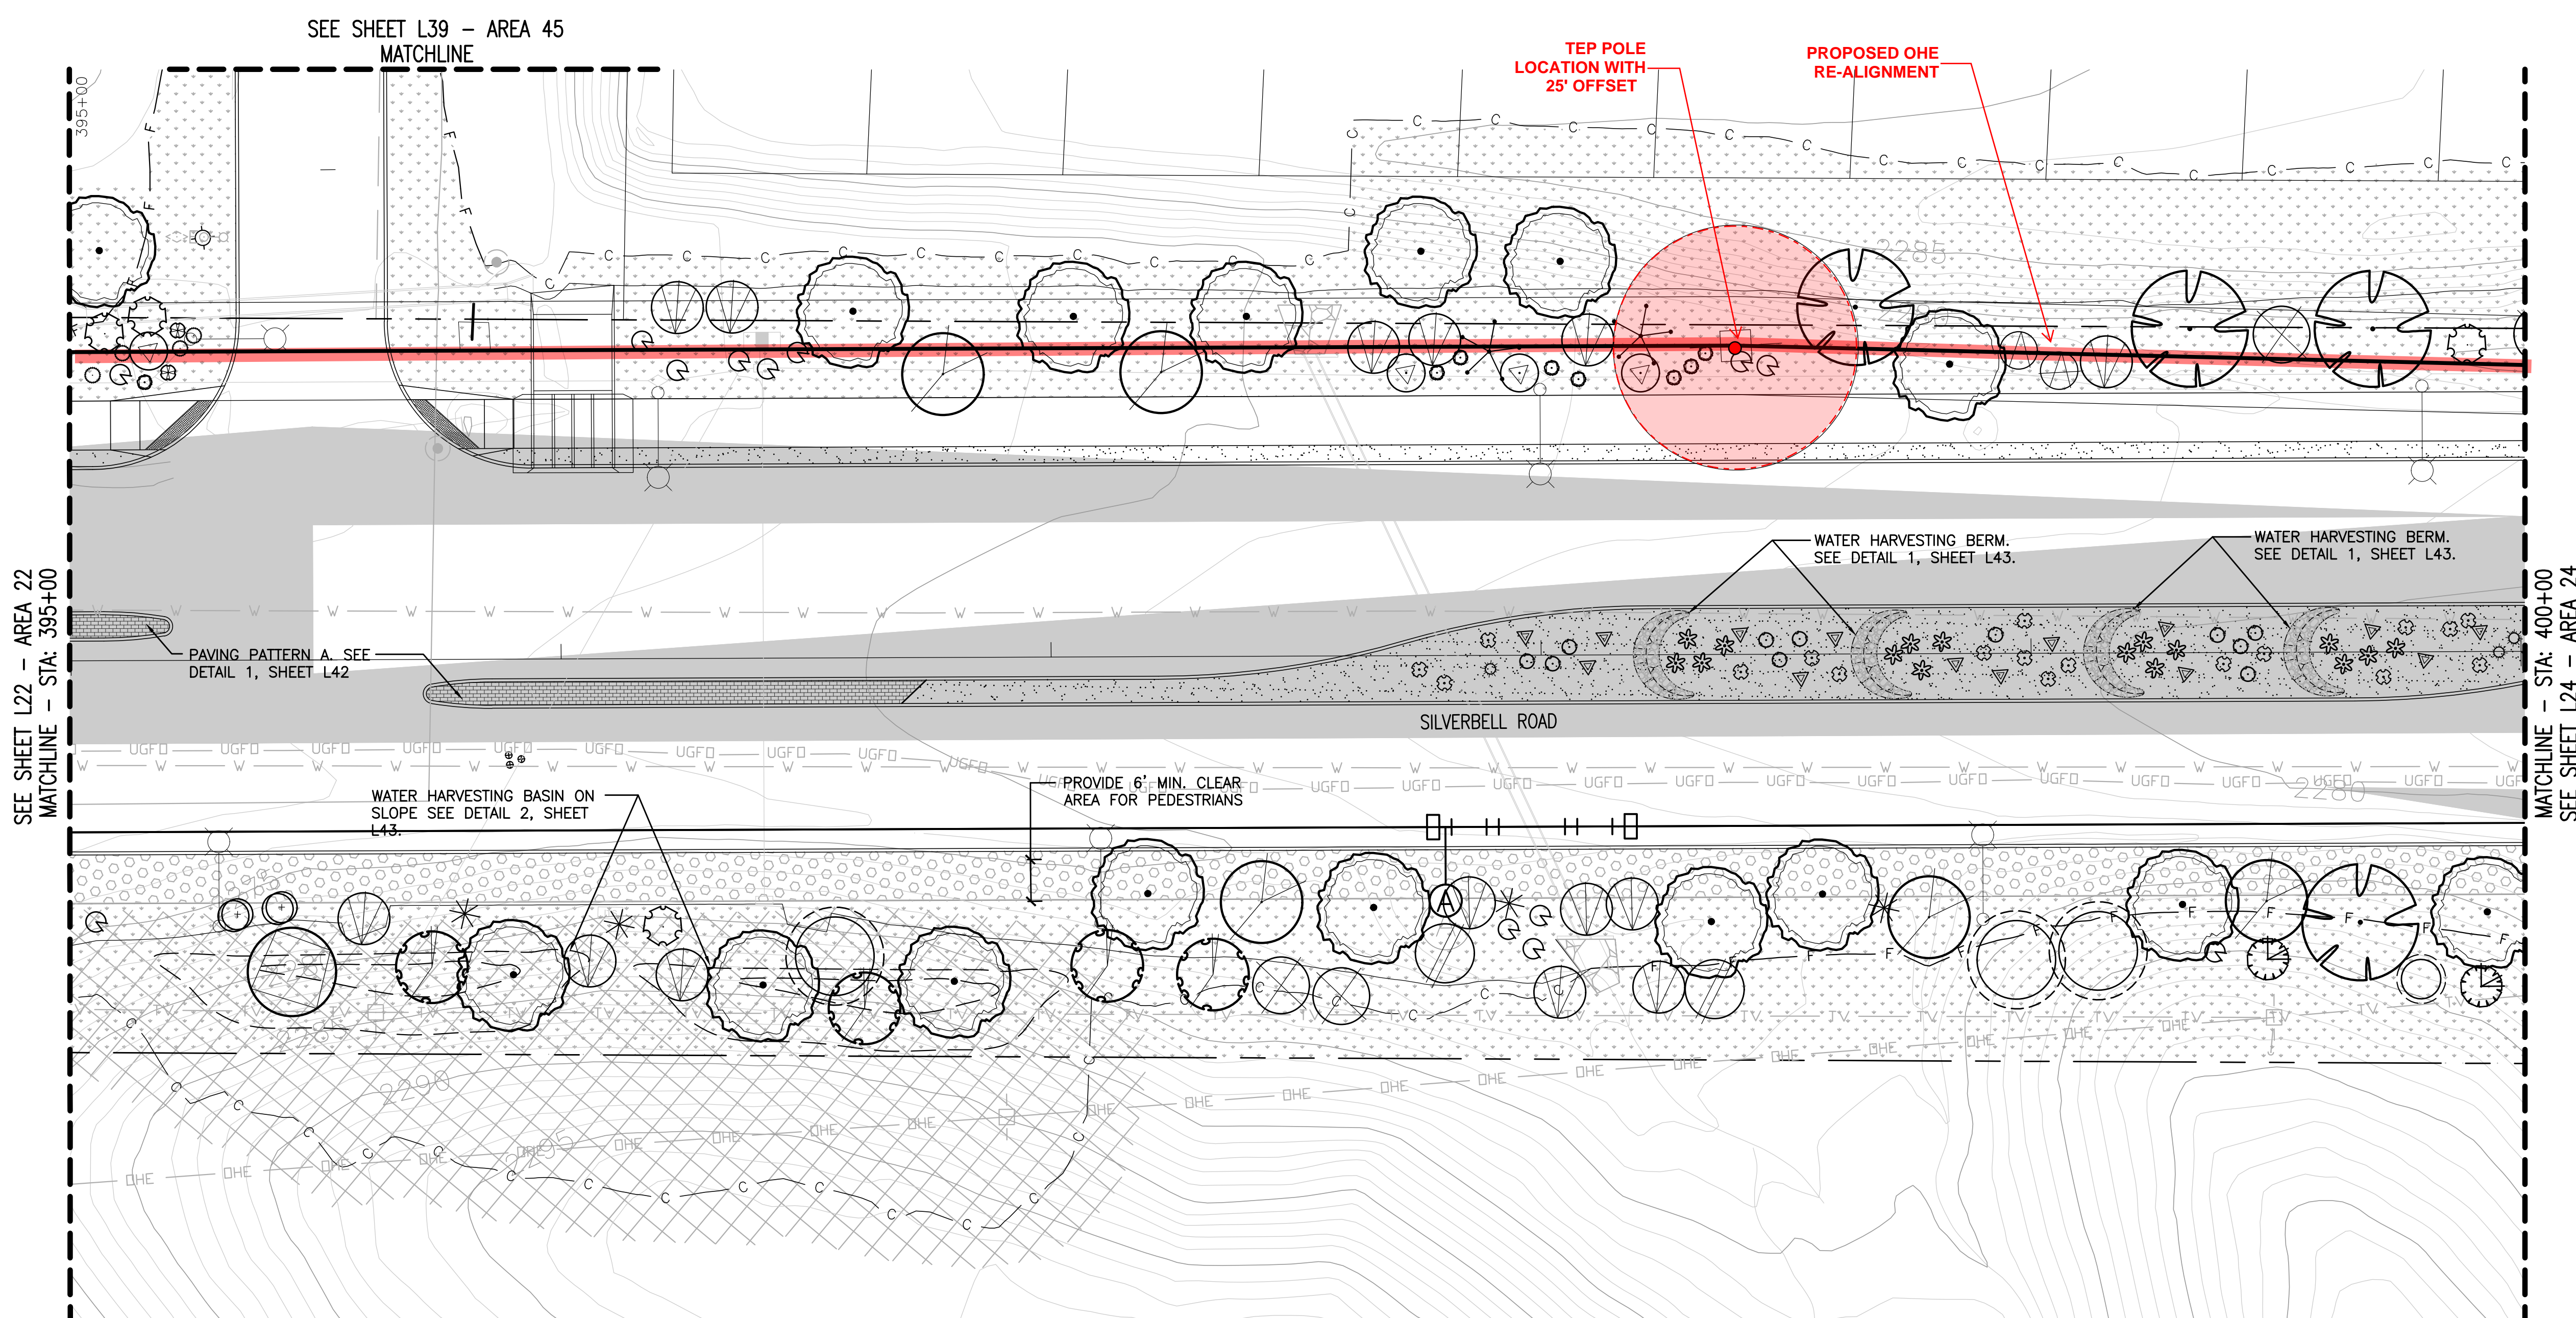 SEE SHEET L39 – AREA 45
MATCHLINE
395+00
TEP POLE
LOCATION WITH
25' OFFSET
PROPOSED OHE
RE-ALIGNMENT
2285
WATER HARVESTING BERM.
SEE DETAIL 1, SHEET L43.
WATER HARVESTING BERM.
SEE DETAIL 1, SHEET L43.
SEE SHEET L22 – AREA 22
MATCHLINE – STA: 395+00
MATCHLINE – STA: 400+00
SEE SHEET L24 – AREA 24
PAVING PATTERN A. SEE
DETAIL 1, SHEET L42
SILVERBELL ROAD
PROVIDE 6' MIN. CLEAR
AREA FOR PEDESTRIANS
WATER HARVESTING BASIN ON
SLOPE SEE DETAIL 2, SHEET
L43.
2280
A
2290
2295